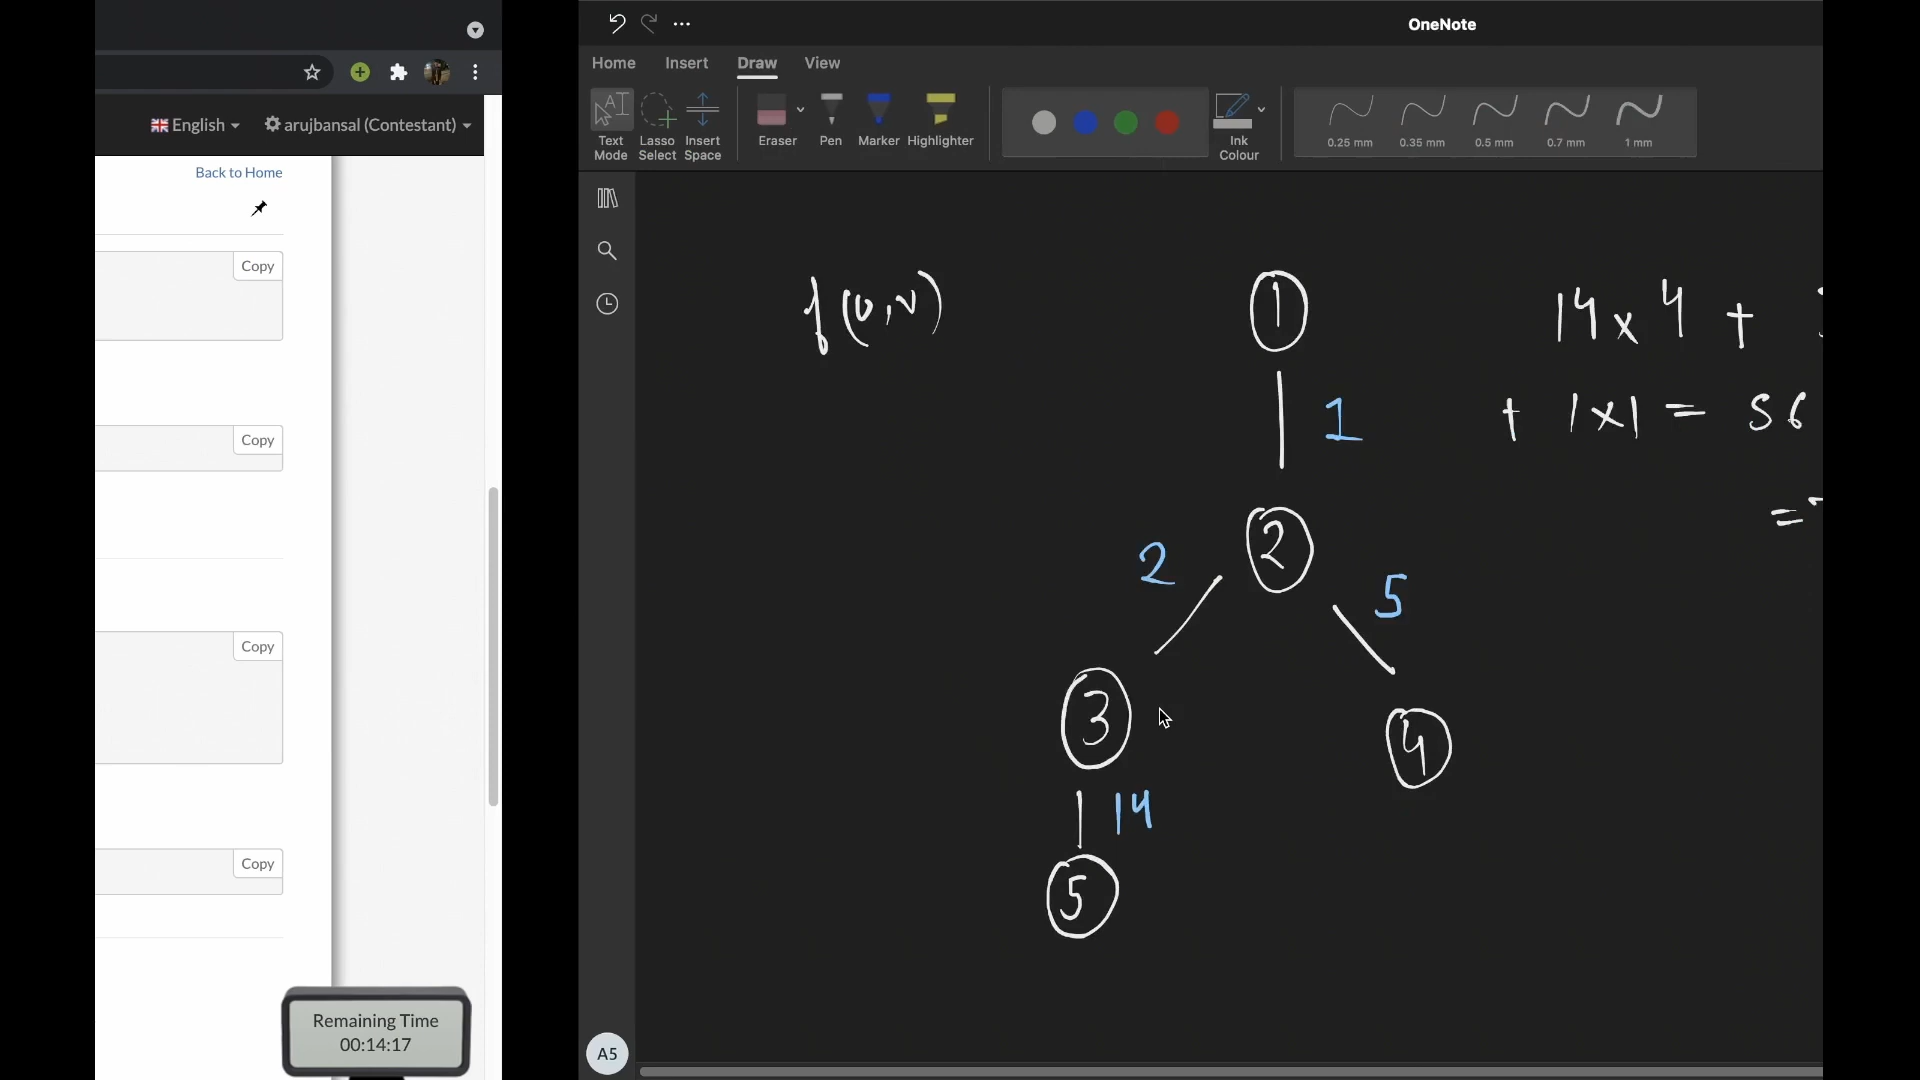 English
arujbansal (Contestant)
Back to Home
Copy
Copy
Copy
Copy
Remaining Time
00:14:17
OneNote
Home Insert Draw View
Text Mode
Lasso Select
Insert Space
Eraser
Pen
Marker
Highlighter
Ink Colour
0.25 mm 0.35 mm 0.5 mm 0.7 mm 1 mm
f(u,v)
1
14 x 4 +
1
+ 1x1 = 56
2
=
2
5
3
4
14
5
A5